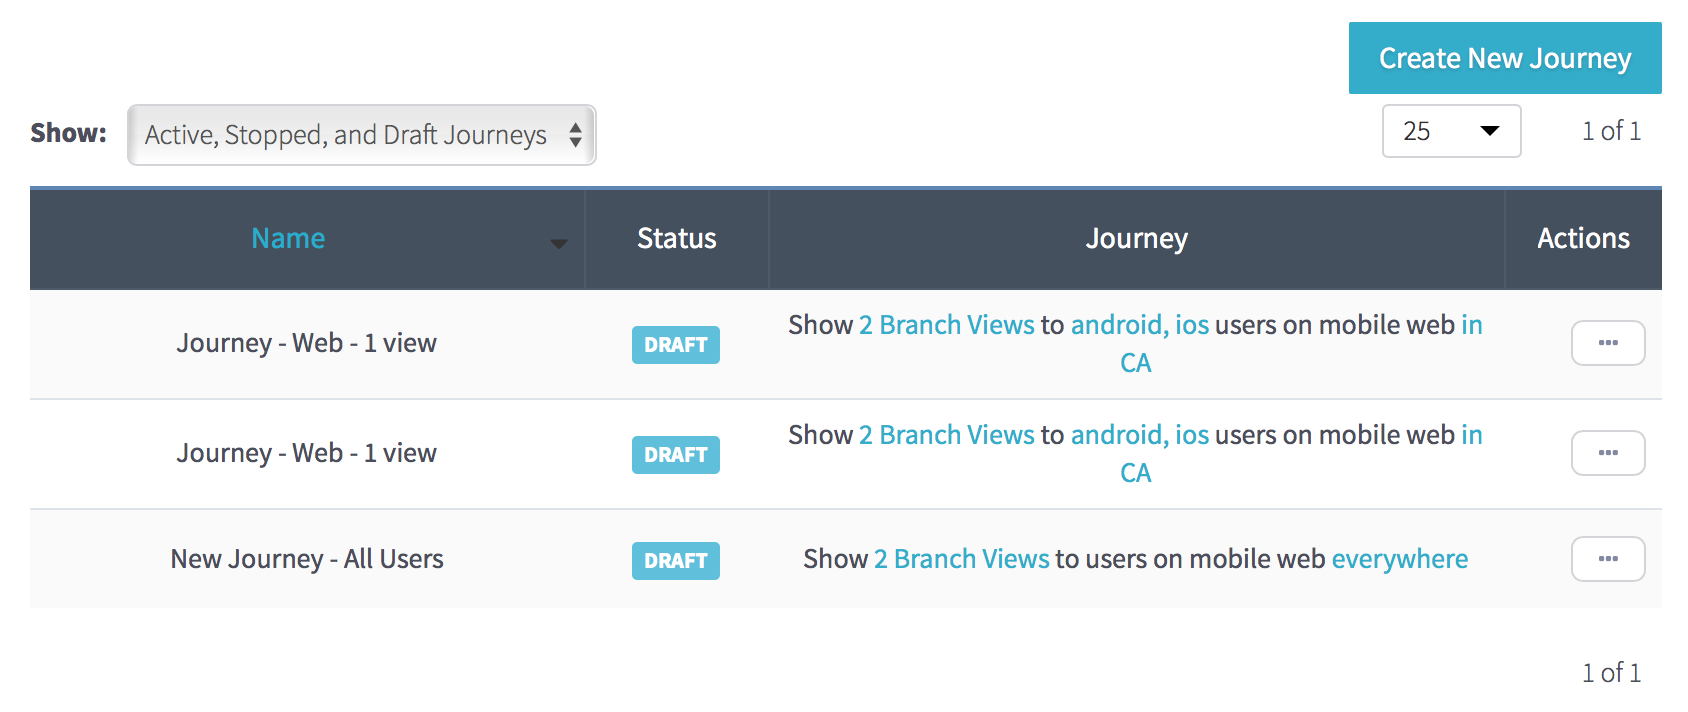 Create New Journey
Show: Active, Stopped, and Draft Journeys 25 1 of 1
Name Status Journey Actions
Journey - Web - 1 view DRAFT Show 2 Branch Views to android, ios users on mobile web in
CA
Journey - Web - 1 view DRAFT Show 2 Branch Views to android, ios users on mobile web in
CA
New Journey - All Users DRAFT Show 2 Branch Views to users on mobile web everywhere
1 of 1